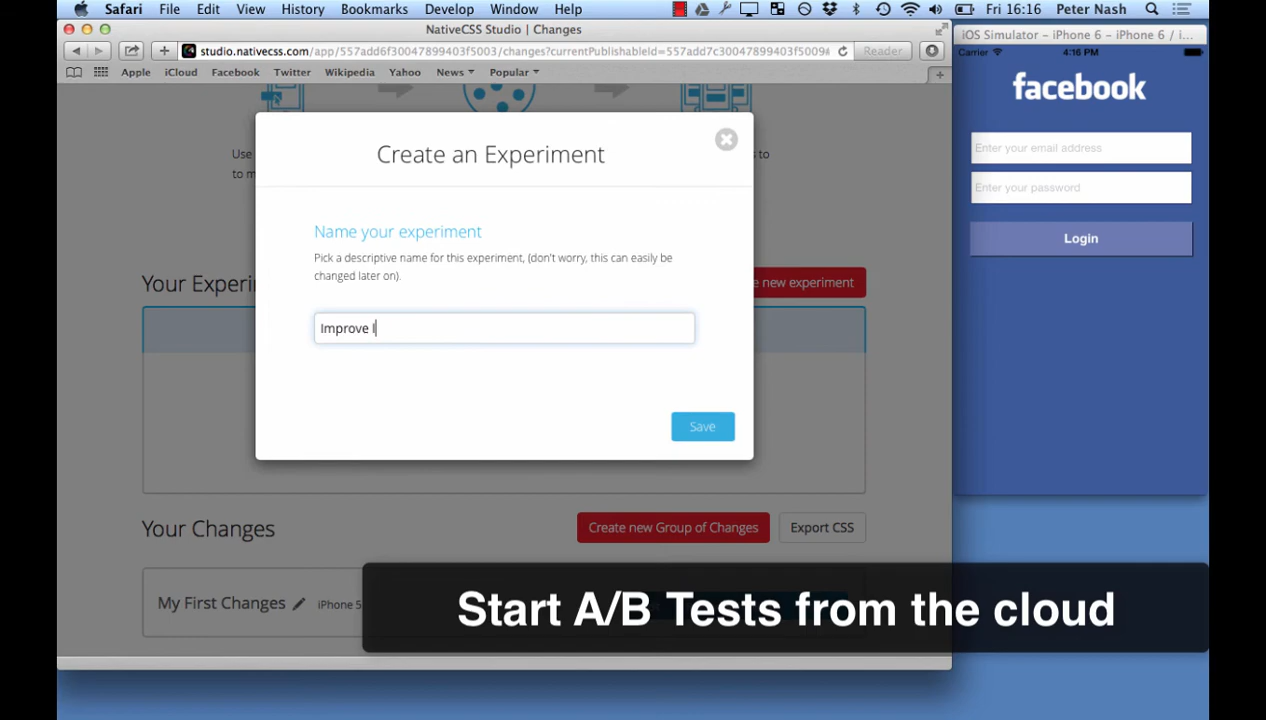 Safari File Edit View History Bookmarks Develop Window Help Fri 16:16 Peter Nash
NativeCSS Studio | Changes
studio.nativecss.com/app/557add6f30047899403f5003/changes?currentPublishableId=557add7c30047899403f5009& Reader
Apple iCloud Facebook Twitter Wikipedia Yahoo News Popular
Use
to
to m
Create an Experiment
Name your experiment
Pick a descriptive name for this experiment, (don't worry, this can easily be
changed later on).
Improve l
Save
Your Experi
e new experiment
Your Changes
Create new Group of Changes
Export CSS
My First Changes
iPhone 5
Start A/B Tests from the cloud
iOS Simulator – iPhone 6 – iPhone 6 / i...
Carrier 4:16 PM
facebook
Enter your email address
Enter your password
Login